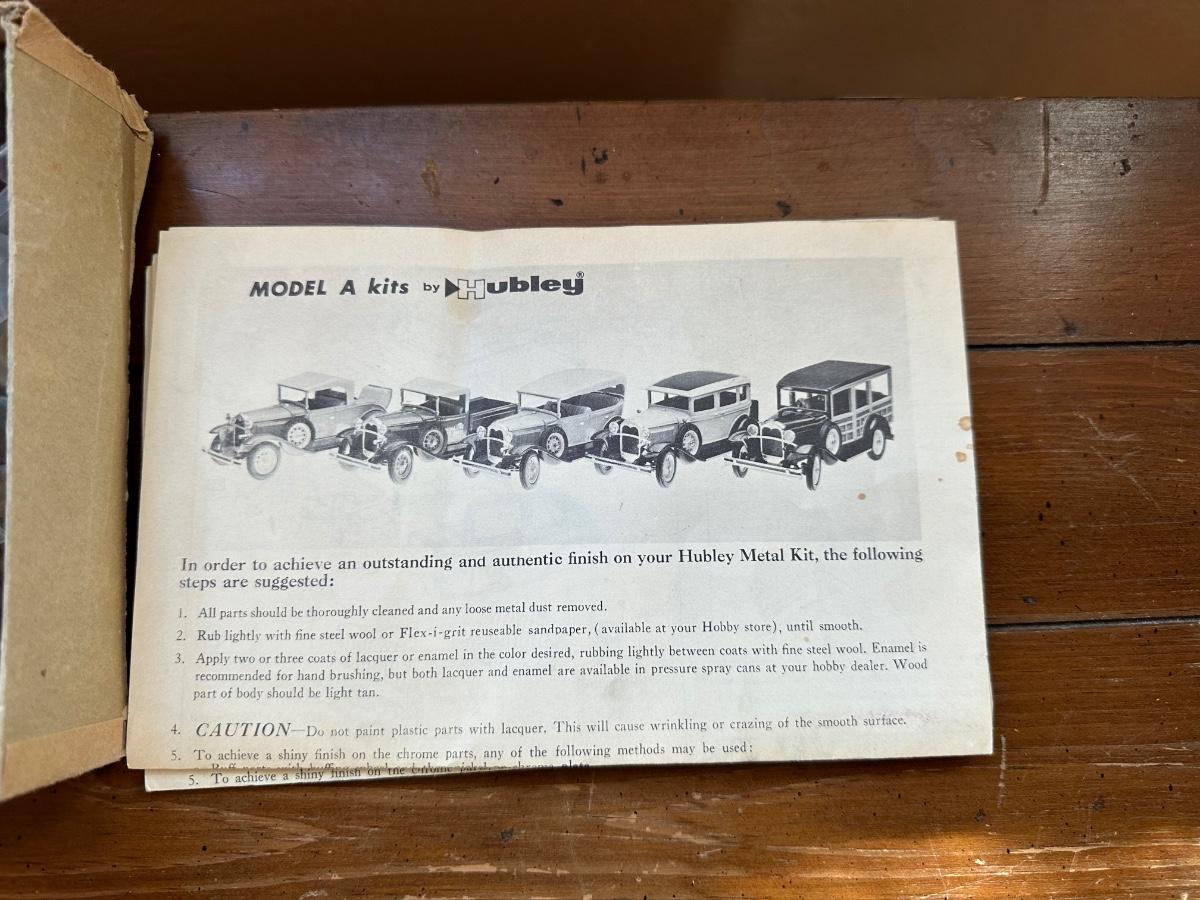 MODEL A kits by Hubley®
In order to achieve an outstanding and authentic finish on your Hubley Metal Kit, the following
steps are suggested:
1. All parts should be thoroughly cleaned and any loose metal dust removed.
2. Rub lightly with fine steel wool or Flex-i-grit reuseable sandpaper, (available at your Hobby store), until smooth.
3. Apply two or three coats of lacquer or enamel in the color desired, rubbing lightly between coats with fine steel wool. Enamel is
recommended for hand brushing, but both lacquer and enamel are available in pressure spray cans at your hobby dealer. Wood
part of body should be light tan.
4. CAUTION—Do not paint plastic parts with lacquer. This will cause wrinkling or crazing of the smooth surface.
5. To achieve a shiny finish on the chrome parts, any of the following methods may be used:
5. To achieve a shiny finish on the chrome